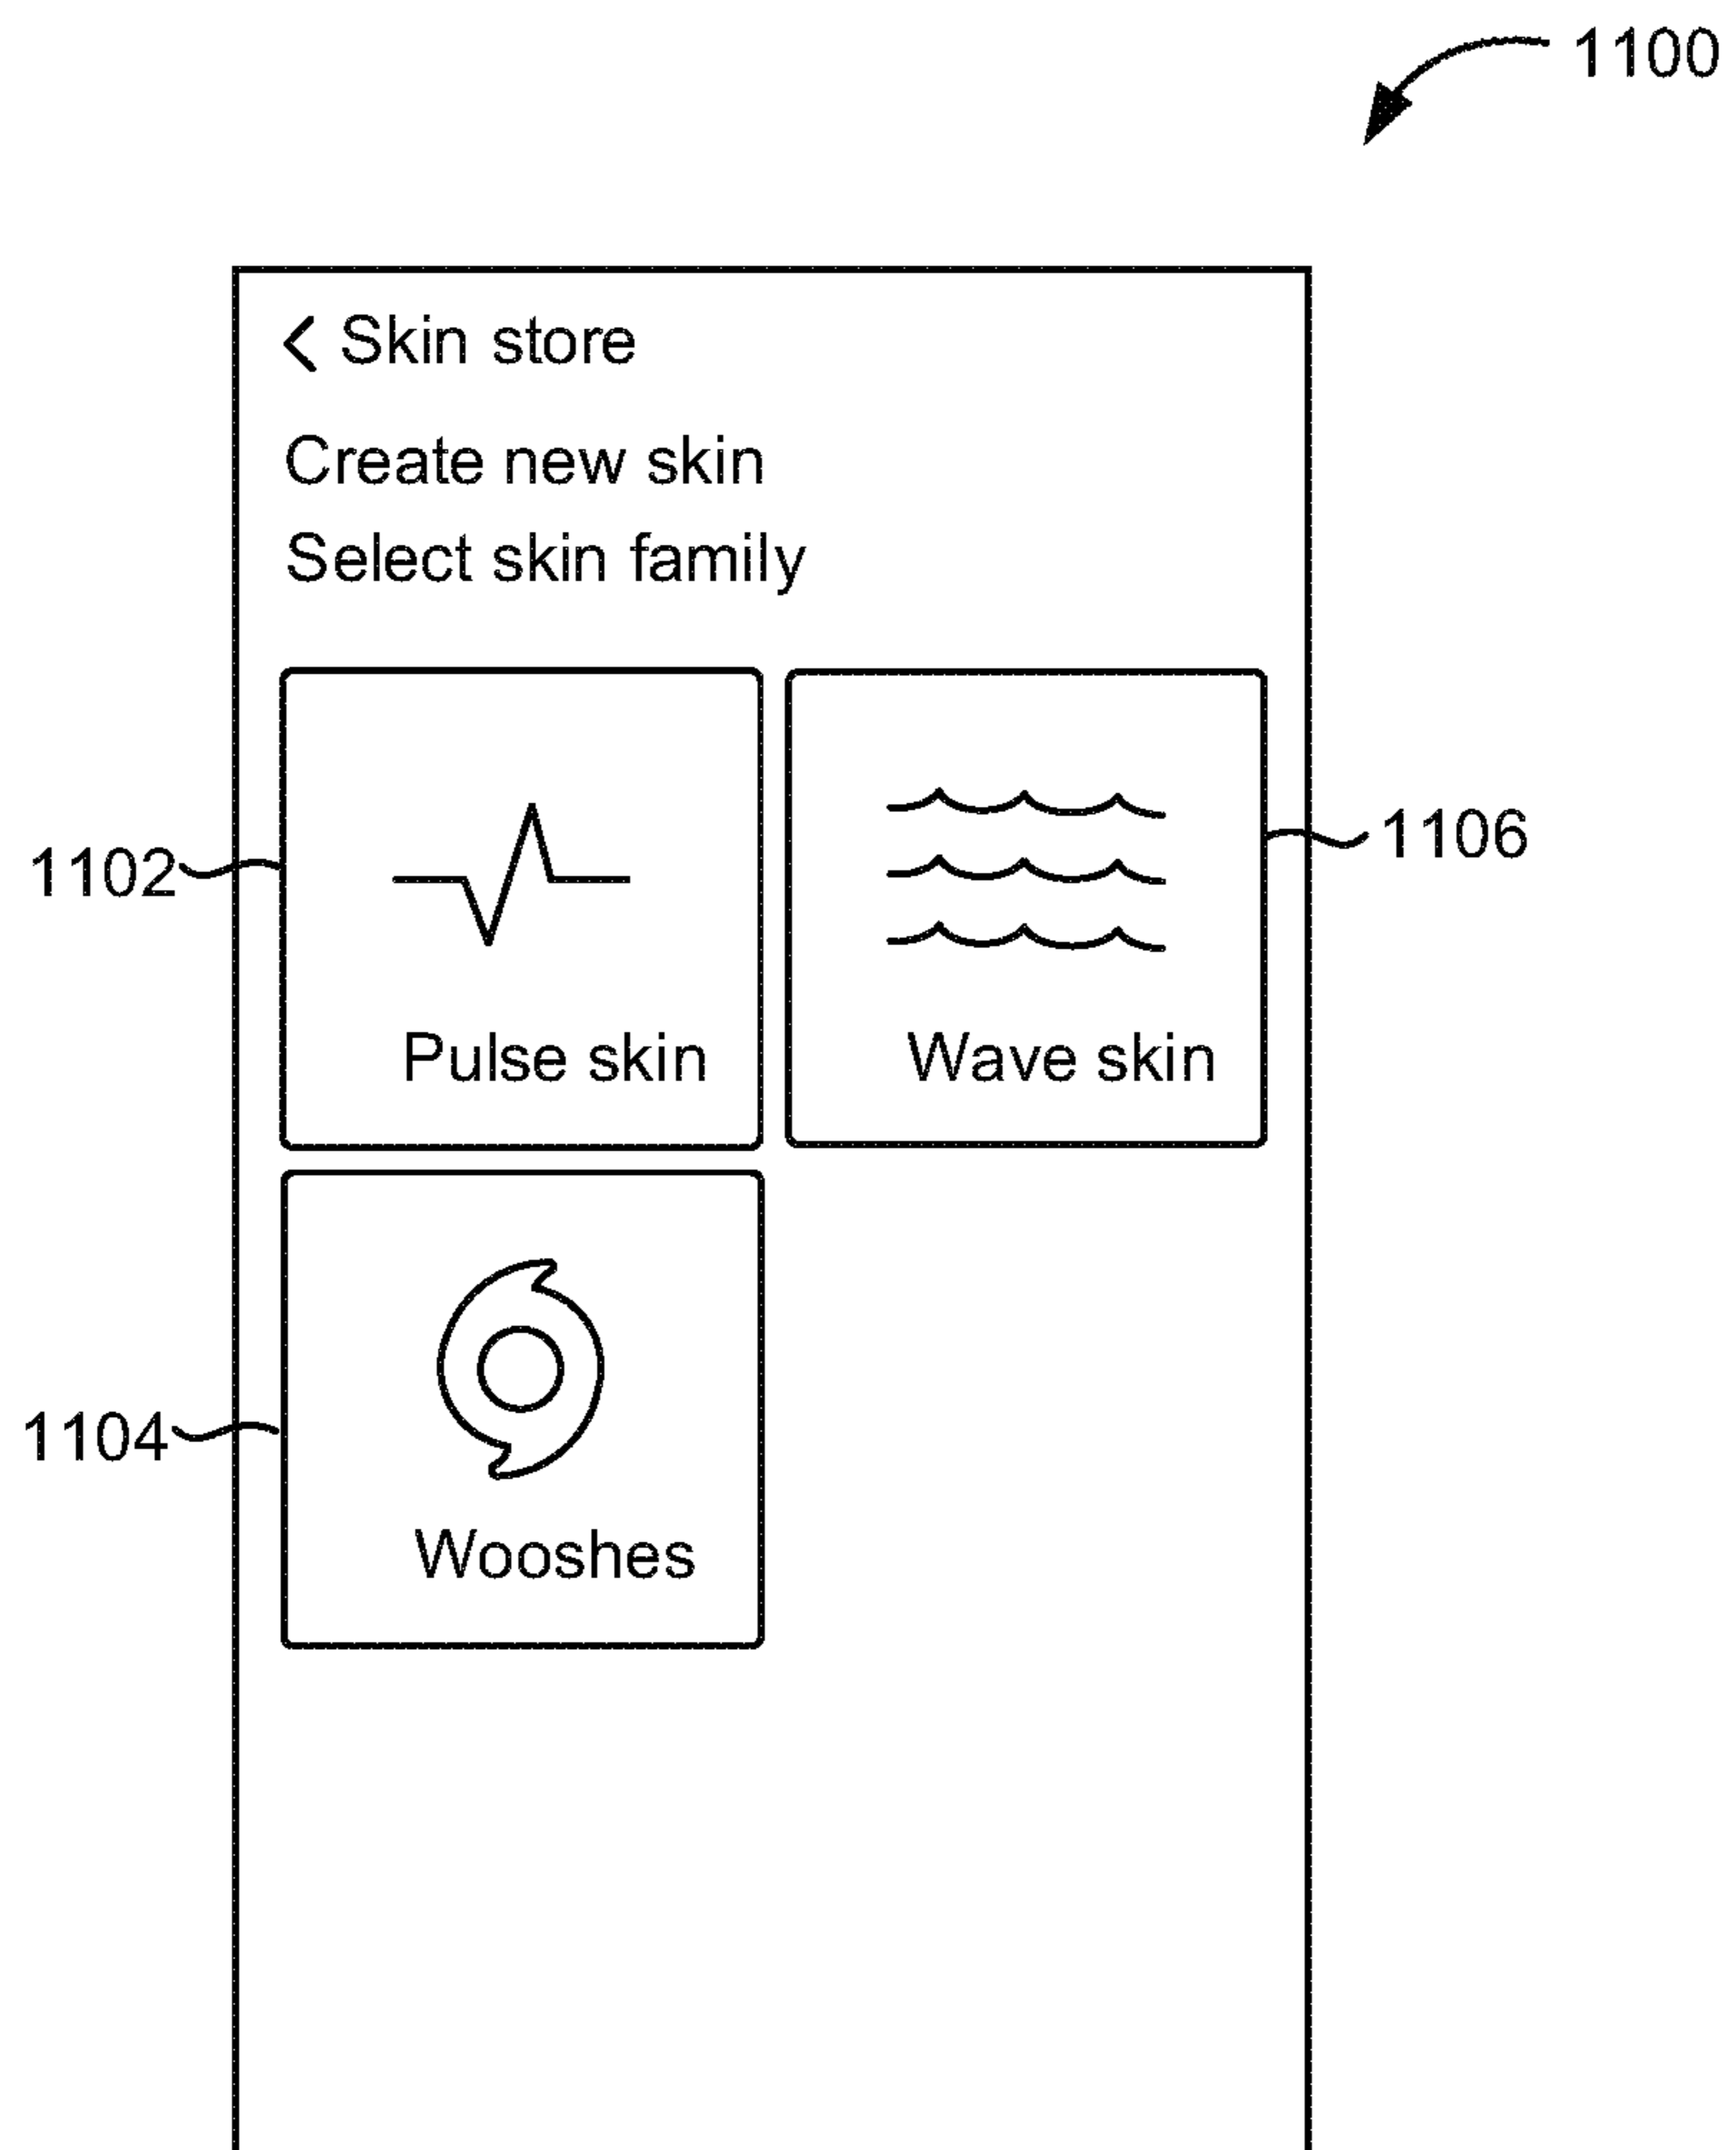 1100
Skin store
Create new skin
Select skin family
1102
1106
Pulse skin
Wave skin
1104
Wooshes